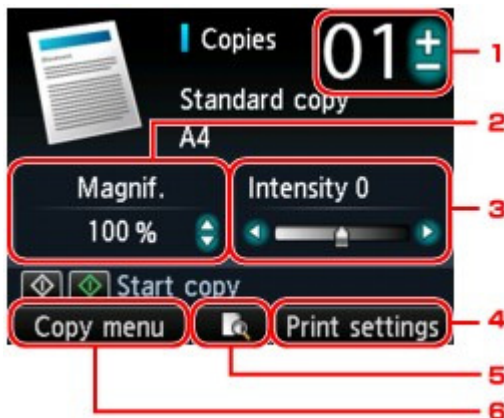 Copies
01
+
-
1
Standard copy
A4
2
Magnif.
100 %
Intensity 0
3
Start copy
Copy menu
Print settings
4
5
6